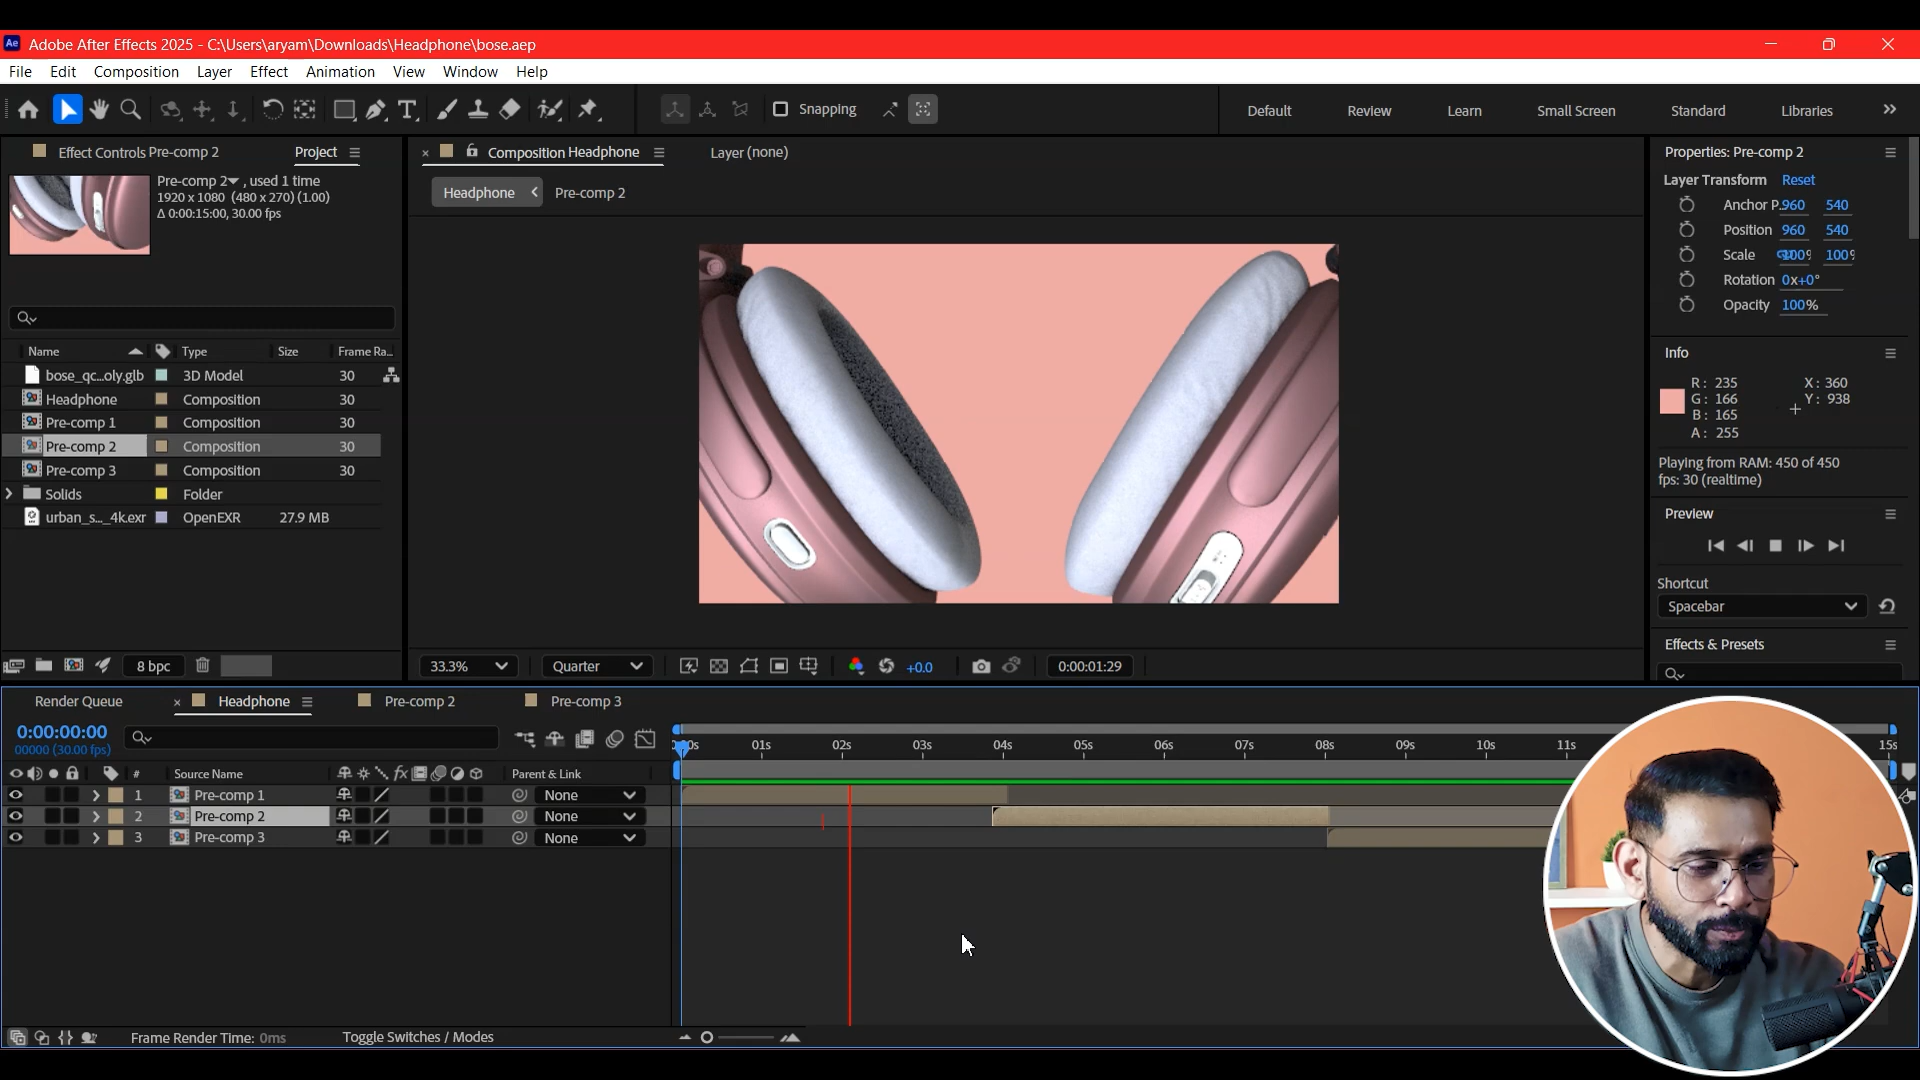 Ae Adobe After Effects 2025 - C:\Users\aryam\Downloads\Headphone\bose.aep
File Edit Composition Layer Effect Animation View Window Help
Snapping
Default Review Learn Small Screen Standard Libraries
Effect Controls Pre-comp 2 Project
Composition Headphone Layer (none)
Headphone Pre-comp 2
Pre-comp 2 , used 1 time
1920 x 1080 (480 x 270) (1.00)
Δ 0:00:15:00, 30.00 fps
Name Type Size Frame Ra...
bose_qc...oly.glb 3D Model 30
Headphone Composition 30
Pre-comp 1 Composition 30
Pre-comp 2 Composition 30
Pre-comp 3 Composition 30
Solids Folder
urban_s..._4k.exr OpenEXR 27.9 MB
8 bpc
33.3% Quarter +0.0 0:00:01:29
Properties: Pre-comp 2
Layer Transform Reset
Anchor P.. 960 540
Position 960 540
Scale 100% 100%
Rotation 0x+0°
Opacity 100%
Info
R: 235 X: 360
G: 166 Y: 938
B: 165
A: 255
Playing from RAM: 450 of 450
fps: 30 (realtime)
Preview
Shortcut
Spacebar
Effects & Presets
Render Queue Headphone Pre-comp 2 Pre-comp 3
0:00:00:00
00000 (30.00 fps)
01s 02s 03s 04s 05s 06s 07s 08s 09s 10s 11s 15s
# Source Name fx Parent & Link
1 Pre-comp 1 None
2 Pre-comp 2 None
3 Pre-comp 3 None
Frame Render Time: 0ms Toggle Switches / Modes